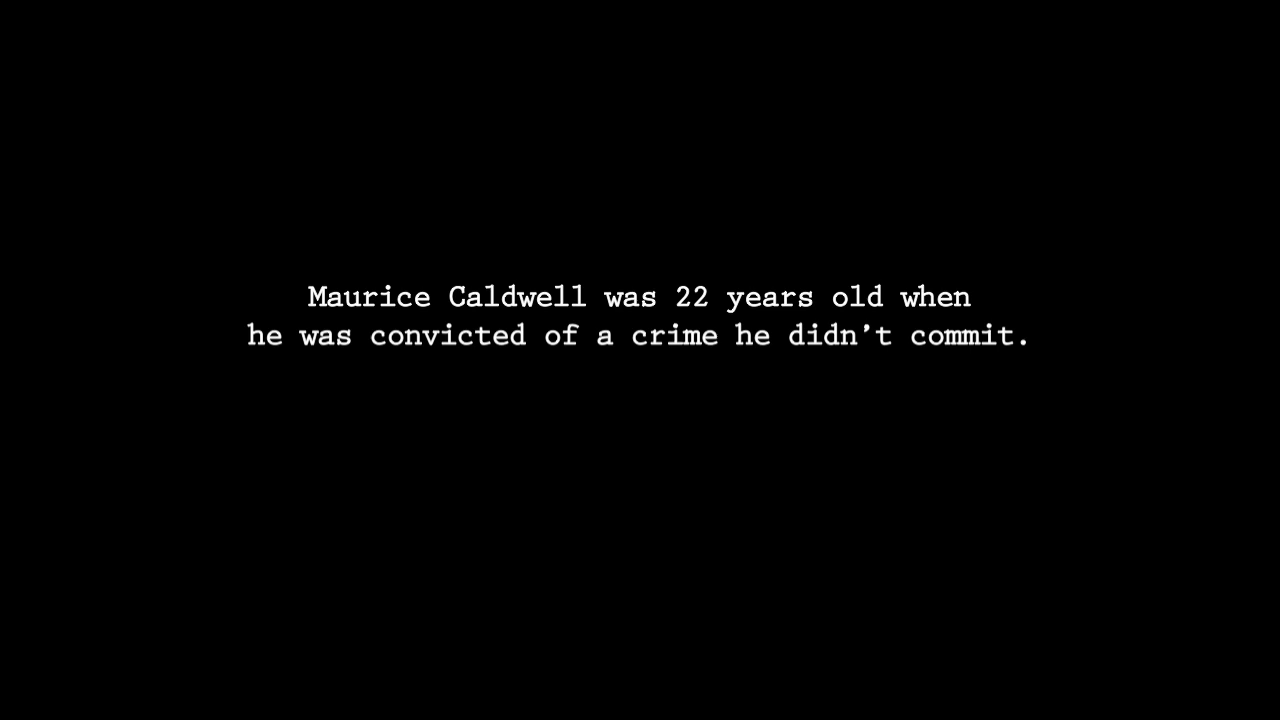 Maurice Caldwell was 22 years old when
he was convicted of a crime he didn’t commit.